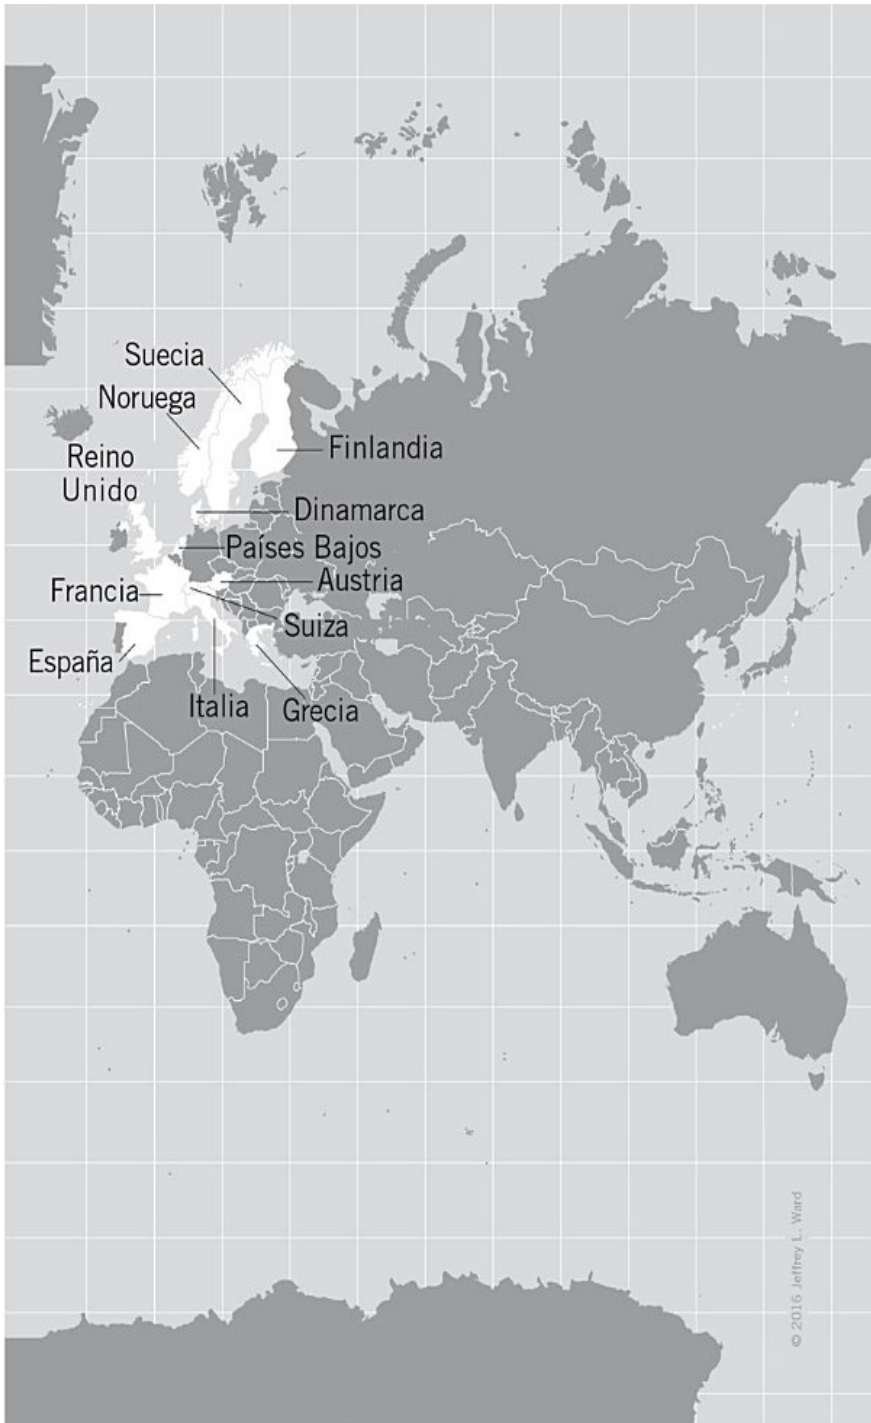 Suecia
Noruega
Reino
Unido
Finlandia
Dinamarca
Países Bajos
Austria
Francia
Suiza
España
Italia
Grecia
© 2016 Jeffrey L. Ward